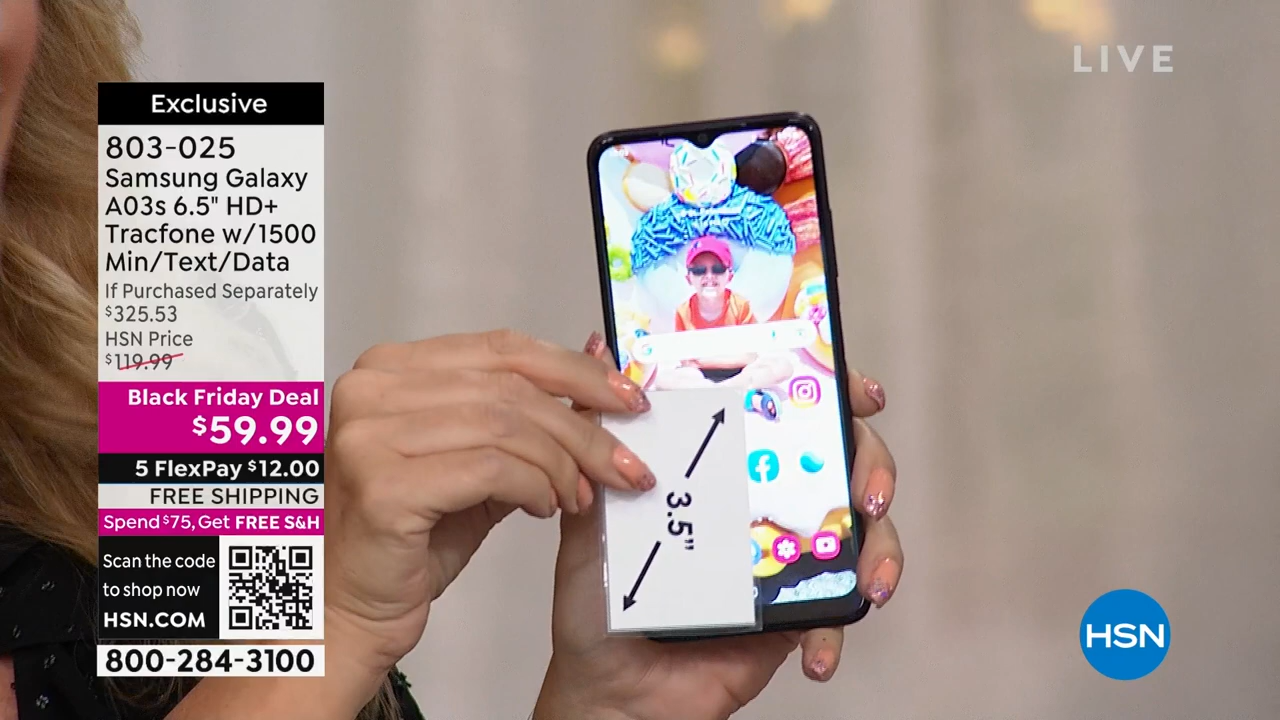 LIVE
Exclusive
803-025
Samsung Galaxy
A03s 6.5" HD+
Tracfone w/1500
Min/Text/Data
If Purchased Separately
$325.53
HSN Price
$119.99
Black Friday Deal
$59.99
5 FlexPay $12.00
FREE SHIPPING
Spend $75, Get FREE S&H
Scan the code
to shop now
HSN.COM
800-284-3100
3.5"
HSN